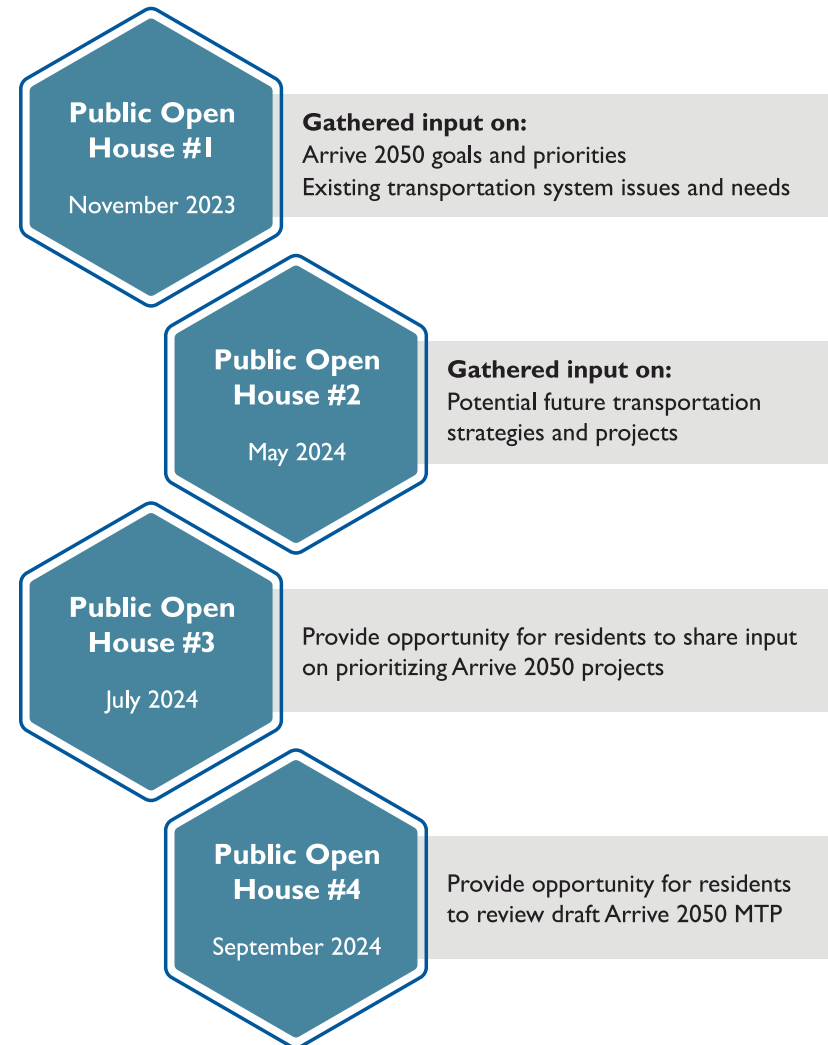 Public Open
House #1
November 2023
Gathered input on:
Arrive 2050 goals and priorities
Existing transportation system issues and needs
Public Open
House #2
May 2024
Gathered input on:
Potential future transportation
strategies and projects
Public Open
House #3
July 2024
Provide opportunity for residents to share input
on prioritizing Arrive 2050 projects
Public Open
House #4
September 2024
Provide opportunity for residents
to review draft Arrive 2050 MTP